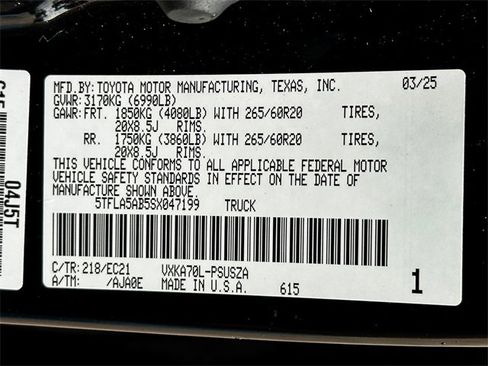 MFD.BY:TOYOTA MOTOR MANUFACTURING, TEXAS, INC. 03/25
GVWR:3170KG (6990LB)
GAWR:FRT. 1850KG (4080LB) WITH 265/60R20 TIRES,
20X8.5J RIMS.
RR. 1750KG (3860LB) WITH 265/60R20 TIRES,
20X8.5J RIMS.
THIS VEHICLE CONFORMS TO ALL APPLICABLE FEDERAL MOTOR
VEHICLE SAFETY STANDARDS IN EFFECT ON THE DATE OF
MANUFACTURE SHOWN ABOVE.
5TFLA5AB5SX047199 TRUCK
C/TR:218/EC21 VXKA70L-PSUSZA
A/TM: /AJA0E MADE IN U.S.A. 615
1
04J5T